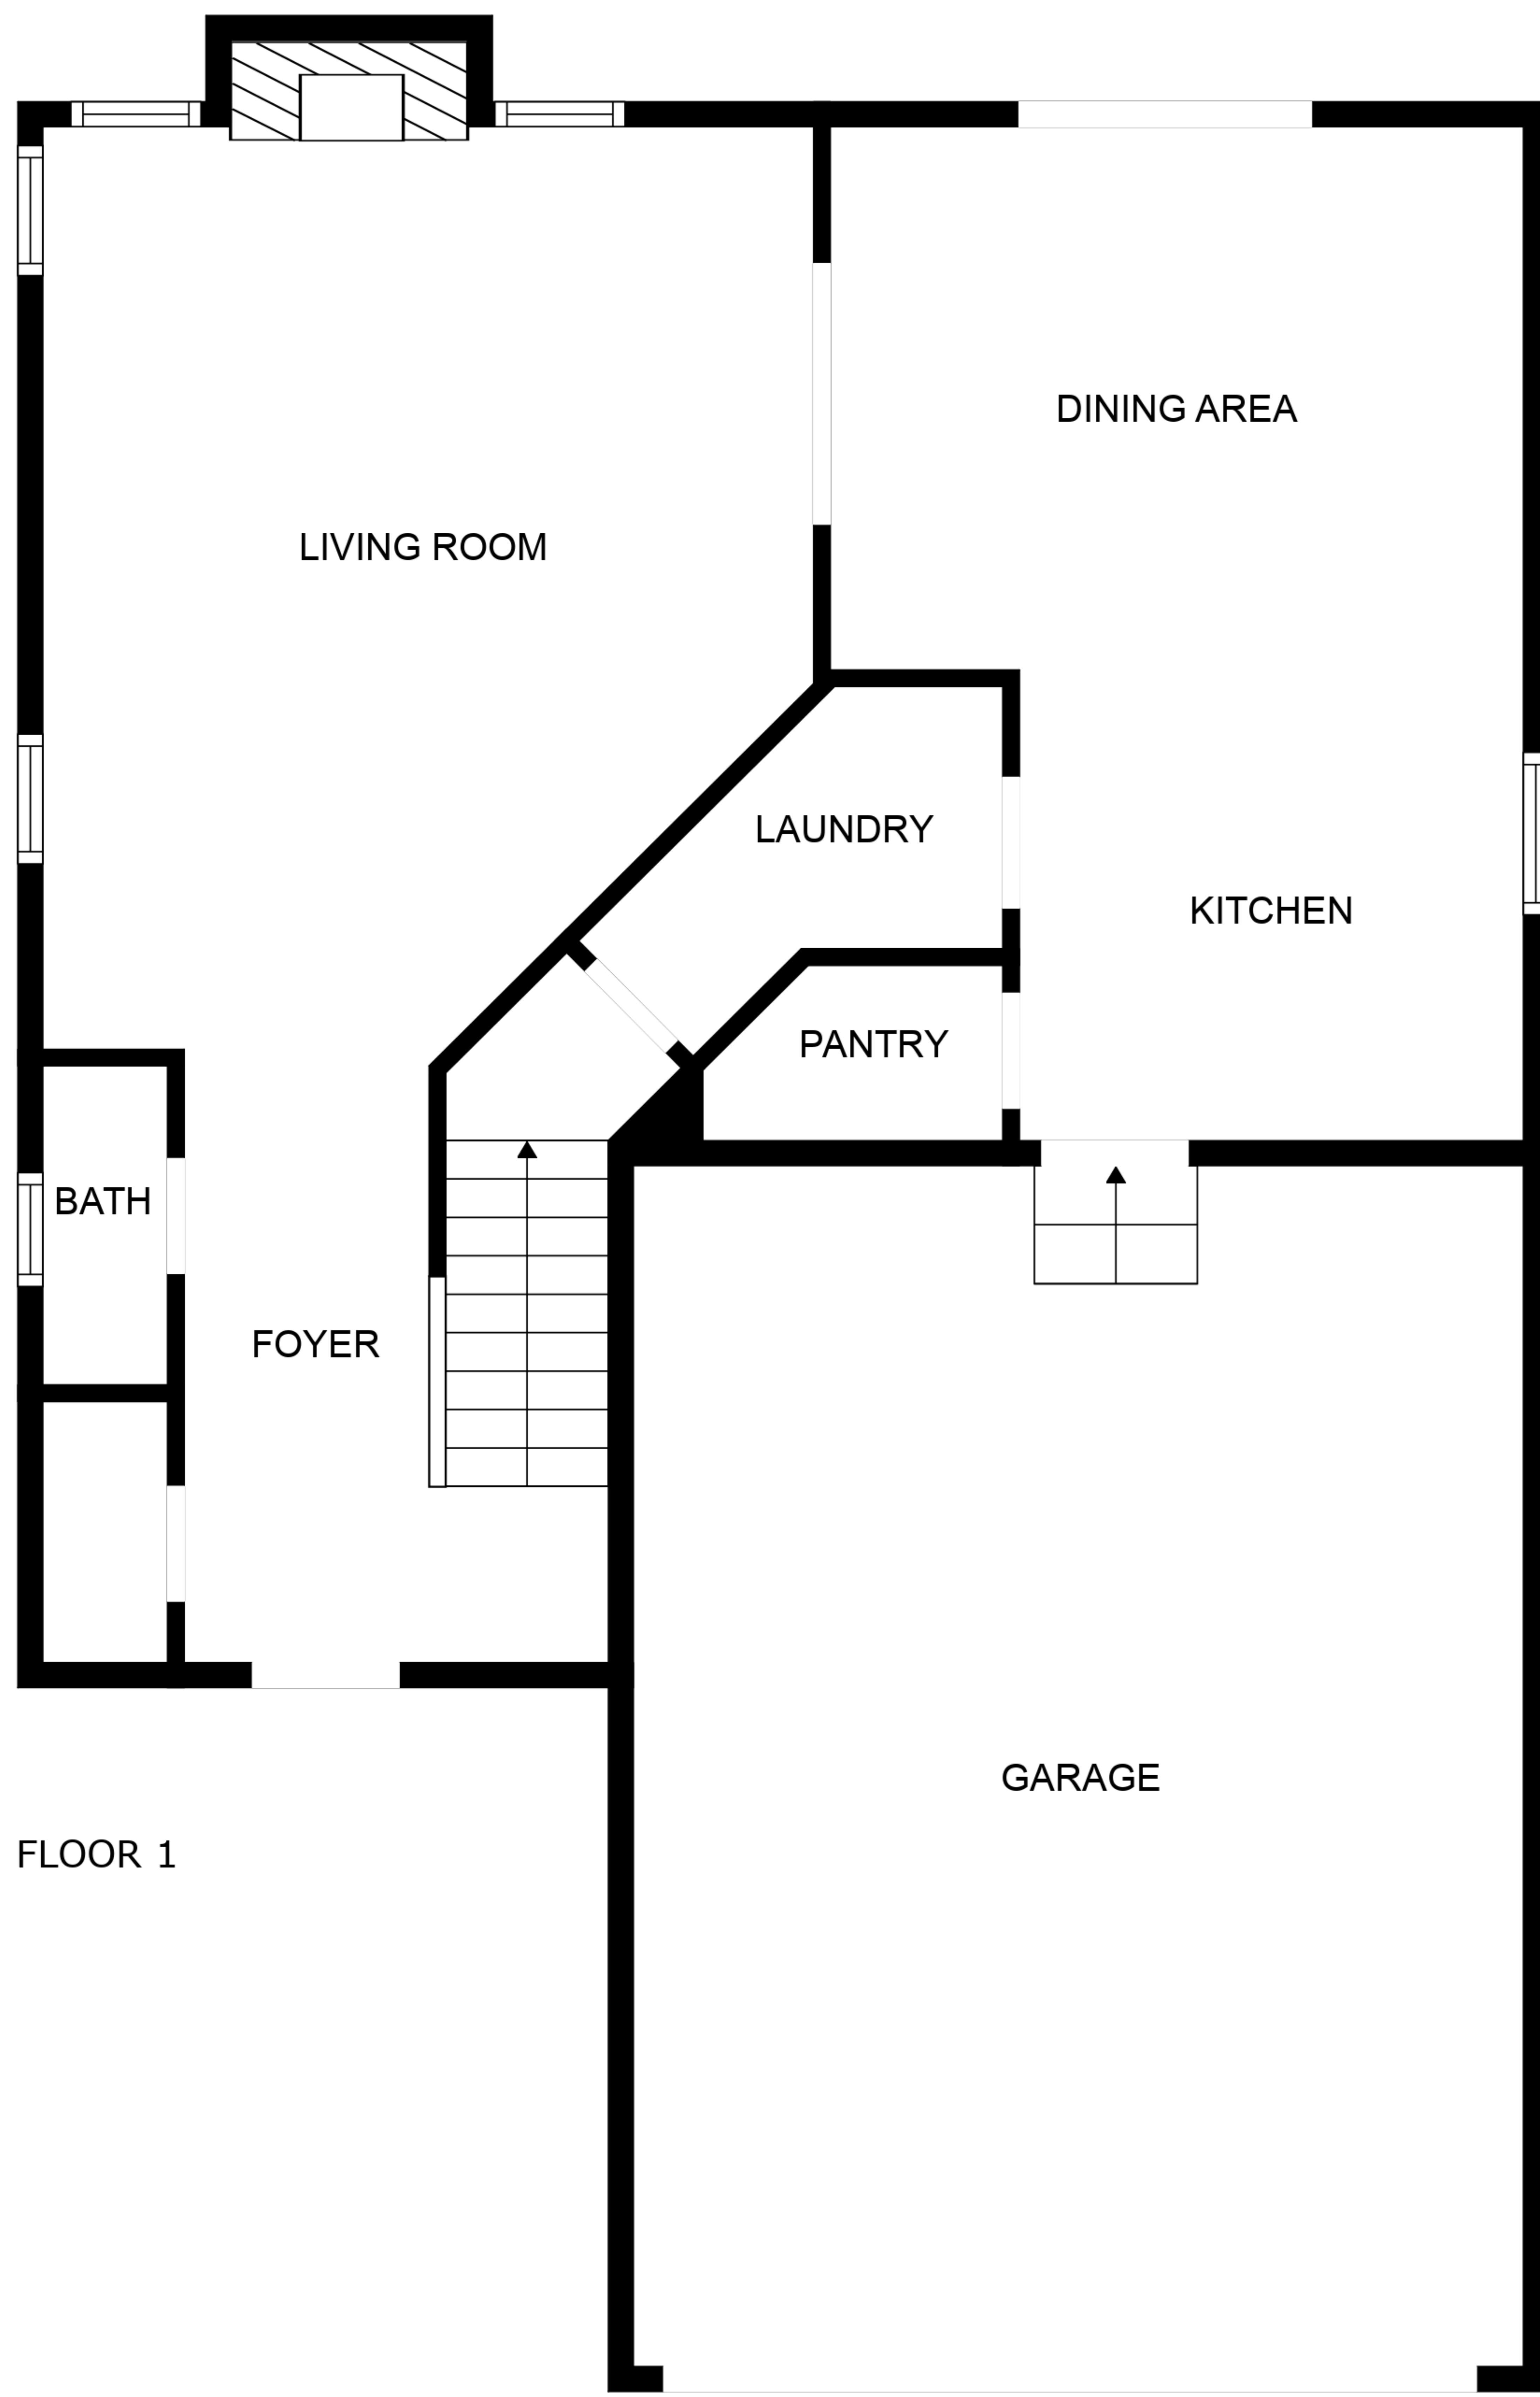 DINING AREA
LIVING ROOM
LAUNDRY
KITCHEN
PANTRY
BATH
FOYER
GARAGE
FLOOR 1